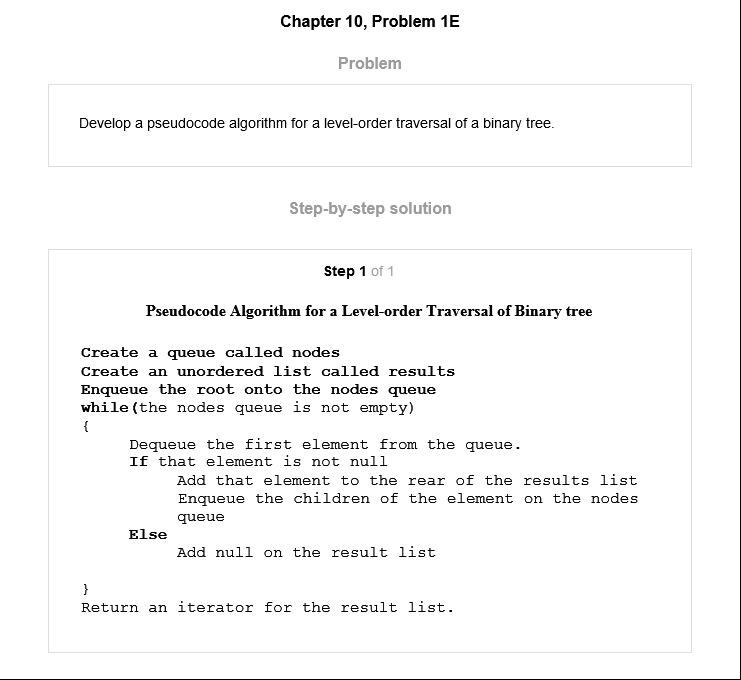 Chapter 10, Problem 1E
Problem
Develop a pseudocode algorithm for a level-order traversal of a binary tree.
Step-by-step solution
Step 1 of 1
Pseudocode Algorithm for a Level-order Traversal of Binary tree
Create a queue called nodes
Create an unordered list called results
Enqueue the root onto the nodes queue
while(the nodes queue is not empty)
{
Dequeue the first element from the queue.
If that element is not null
Add that element to the rear of the results list
Enqueue the children of the element on the nodes
queue
Else
Add null on the result list
}
Return an iterator for the result list.